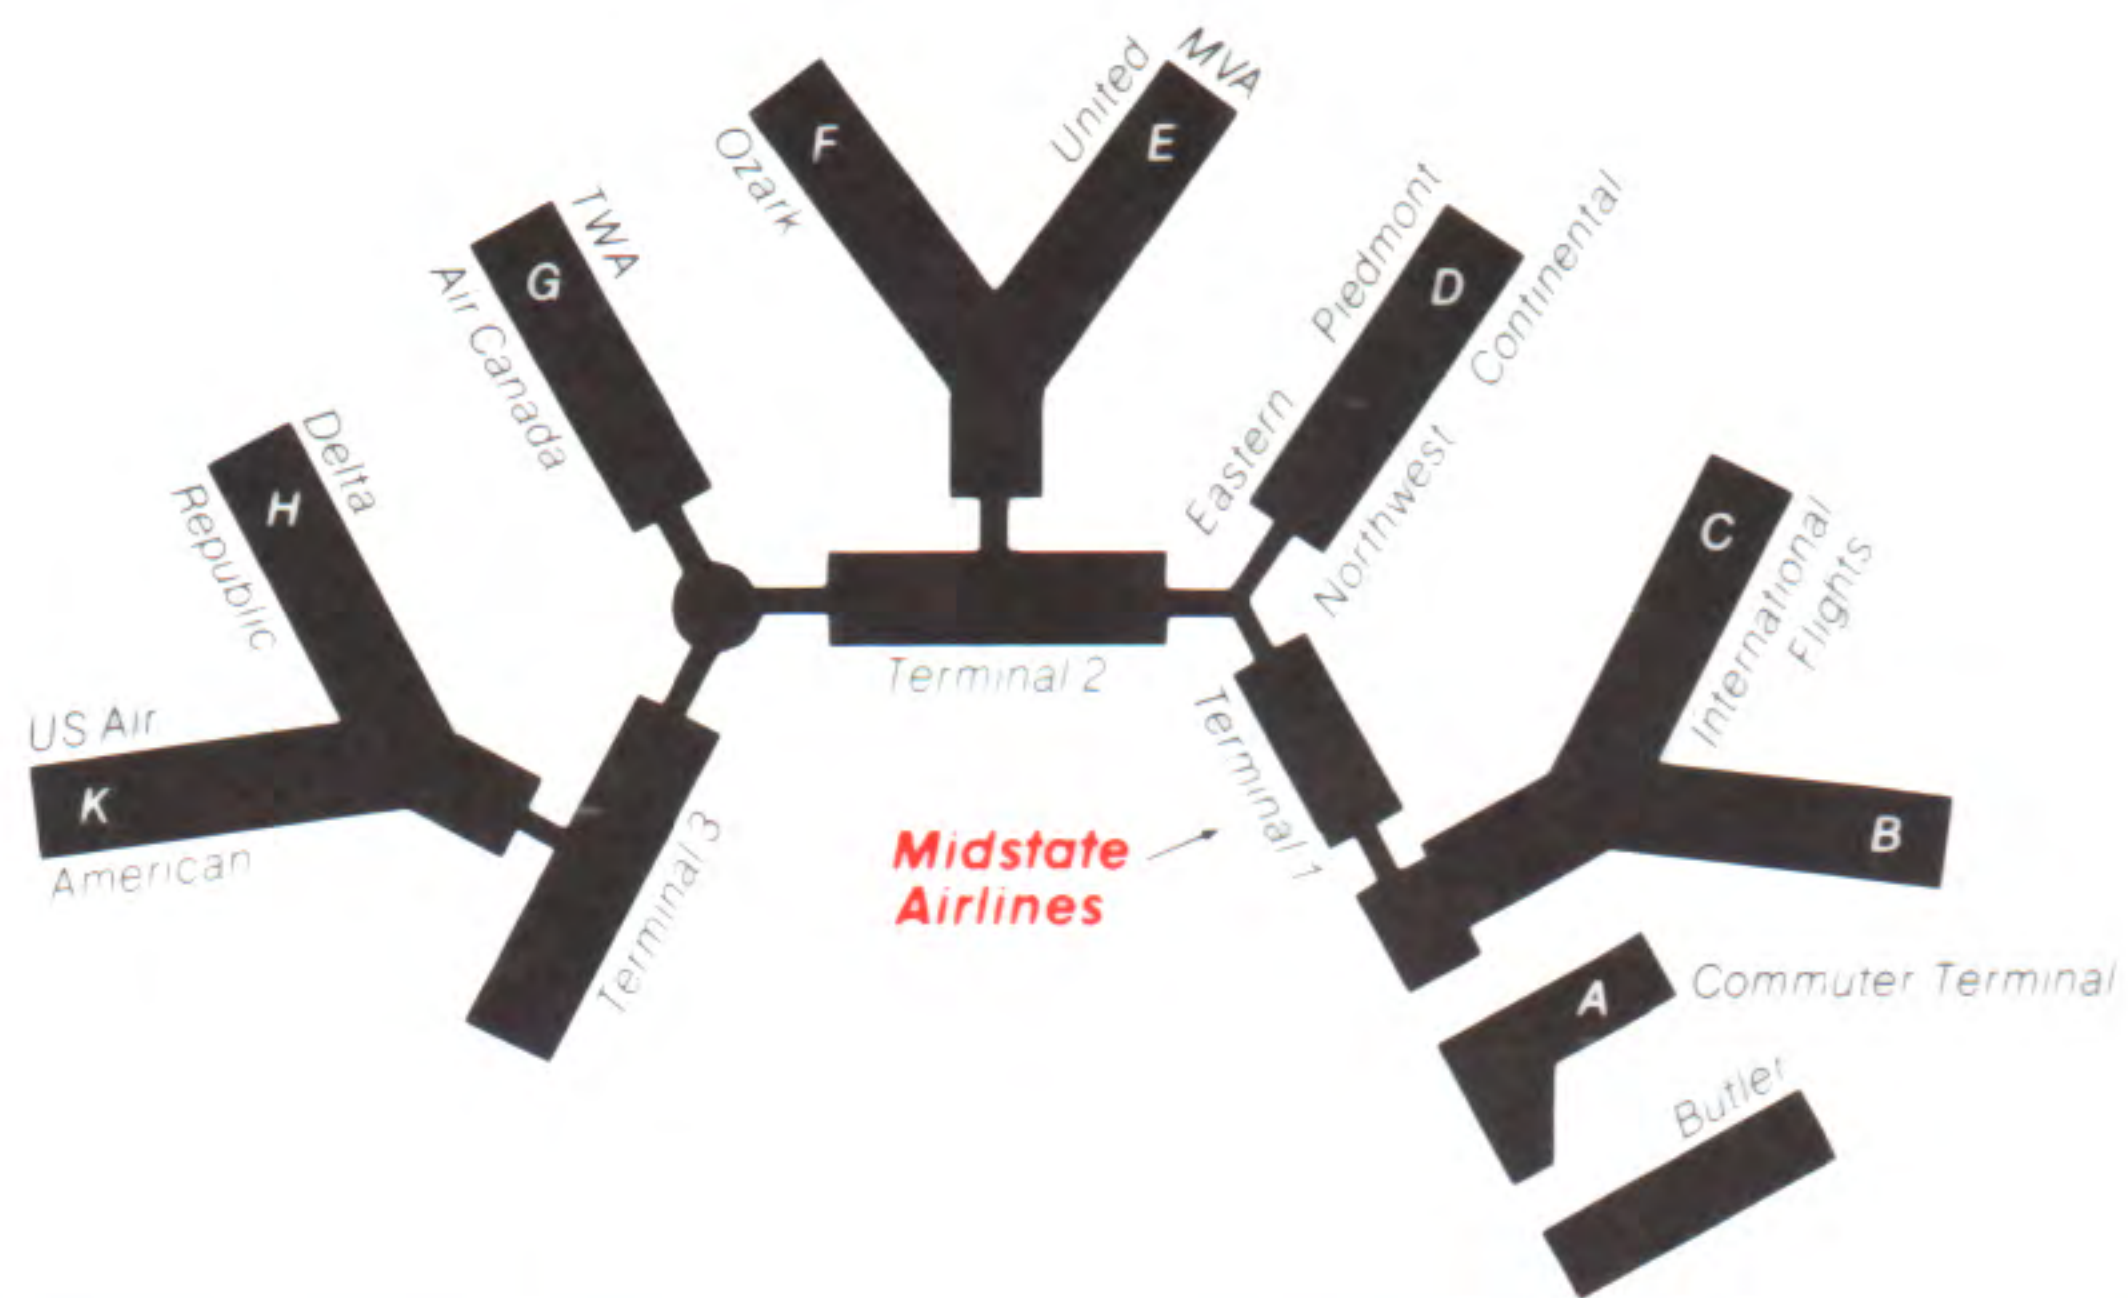 MVA
United
E
F
Ozark
TWA
G
Air Canada
Piedmont
D
Continental
Eastern
Northwest
Delta
H
Republic
C
International
Flights
Terminal 2
US Air
K
American
Terminal 3
Terminal 1
Midstate
Airlines
B
A
Commuter Terminal
Butler